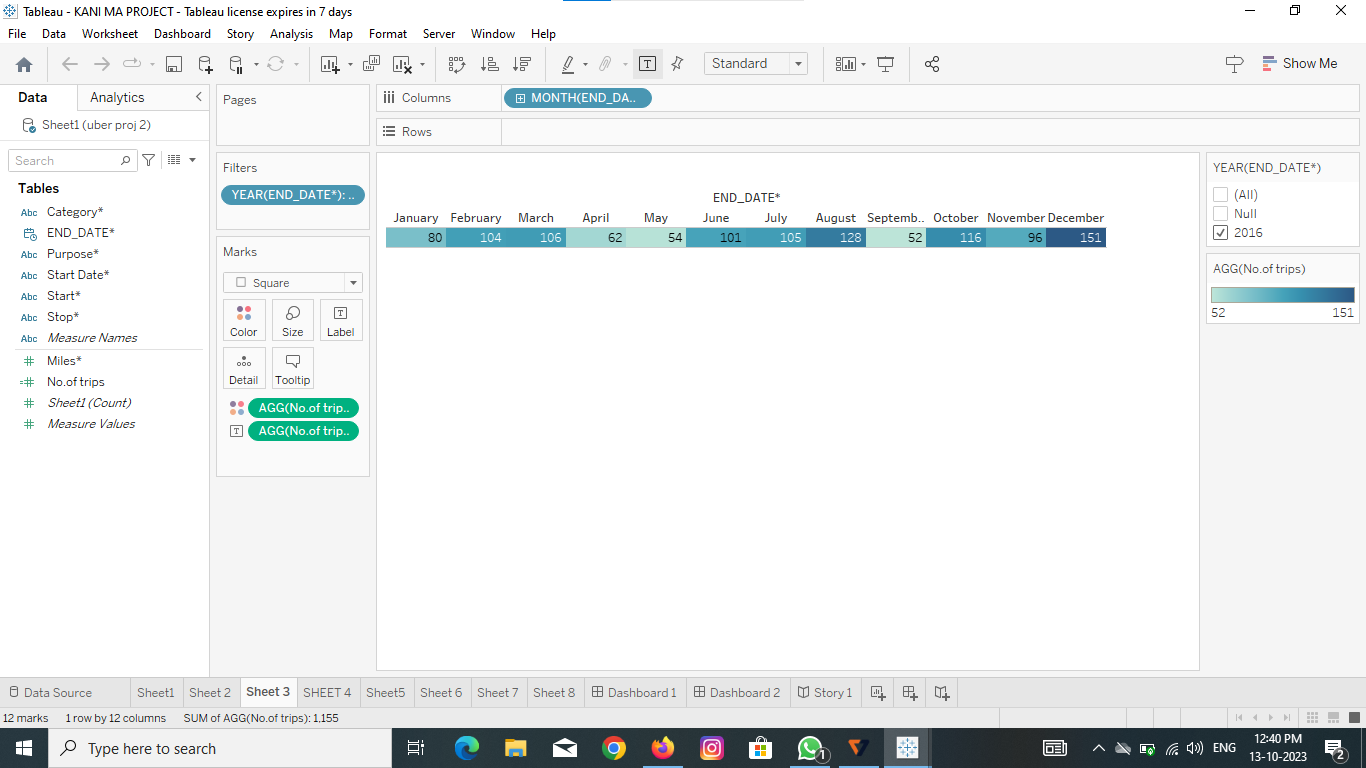 Tableau - KANI MA PROJECT - Tableau license expires in 7 days
File Data Worksheet Dashboard Story Analysis Map Format Server Window Help
Standard
Show Me
Data Analytics
Sheet1 (uber proj 2)
Search
Tables
Abc Category*
END_DATE*
Abc Purpose*
Abc Start Date*
Abc Start*
Abc Stop*
Abc Measure Names
# Miles*
=# No.of trips
# Sheet1 (Count)
# Measure Values
Pages
Filters
YEAR(END_DATE*): ..
Marks
Square
Color Size Label
Detail Tooltip
AGG(No.of trip..
T AGG(No.of trip..
Columns MONTH(END_DA..
Rows
END_DATE*
January February March April May June July August Septemb.. October November December
80 104 106 62 54 101 105 128 52 116 96 151
YEAR(END_DATE*)
(All)
Null
2016
AGG(No.of trips)
52 151
Data Source Sheet1 Sheet 2 Sheet 3 SHEET 4 Sheet5 Sheet 6 Sheet 7 Sheet 8 Dashboard 1 Dashboard 2 Story 1
12 marks 1 row by 12 columns SUM of AGG(No.of trips): 1,155
Type here to search
1
ENG
12:40 PM
13-10-2023
2